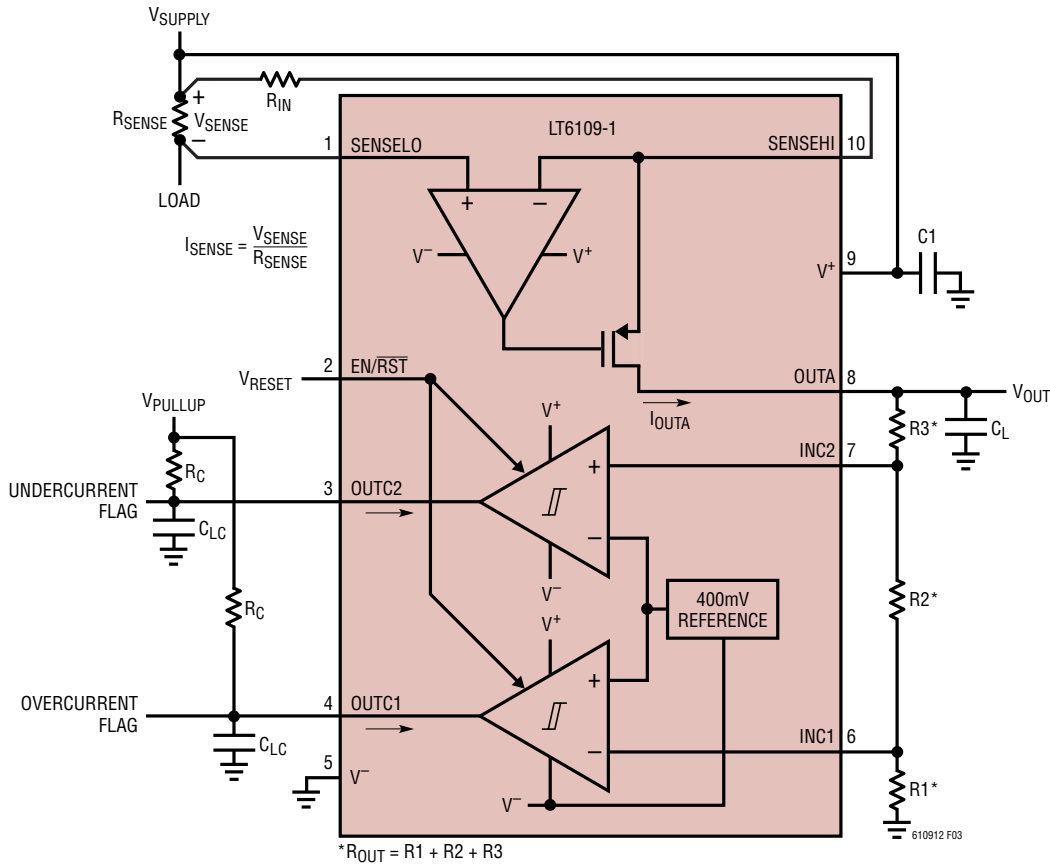 VSUPPLY
+
RIN
RSENSE
VSENSE
–
LOAD
ISENSE = VSENSE / RSENSE
LT6109-1
1
SENSELO
SENSEHI
10
+
–
V–
V+
C1
9
V+
2
EN/RST
VRESET
OUTA
8
VOUT
IOUTA
R3*
CL
VPULLUP
V+
INC2
7
RC
+
UNDERCURRENT
FLAG
3
OUTC2
CLC
–
V–
400mV
REFERENCE
R2*
RC
V+
+
OVERCURRENT
FLAG
4
OUTC1
CLC
–
INC1
6
5
V–
V–
R1*
610912 F03
*ROUT = R1 + R2 + R3